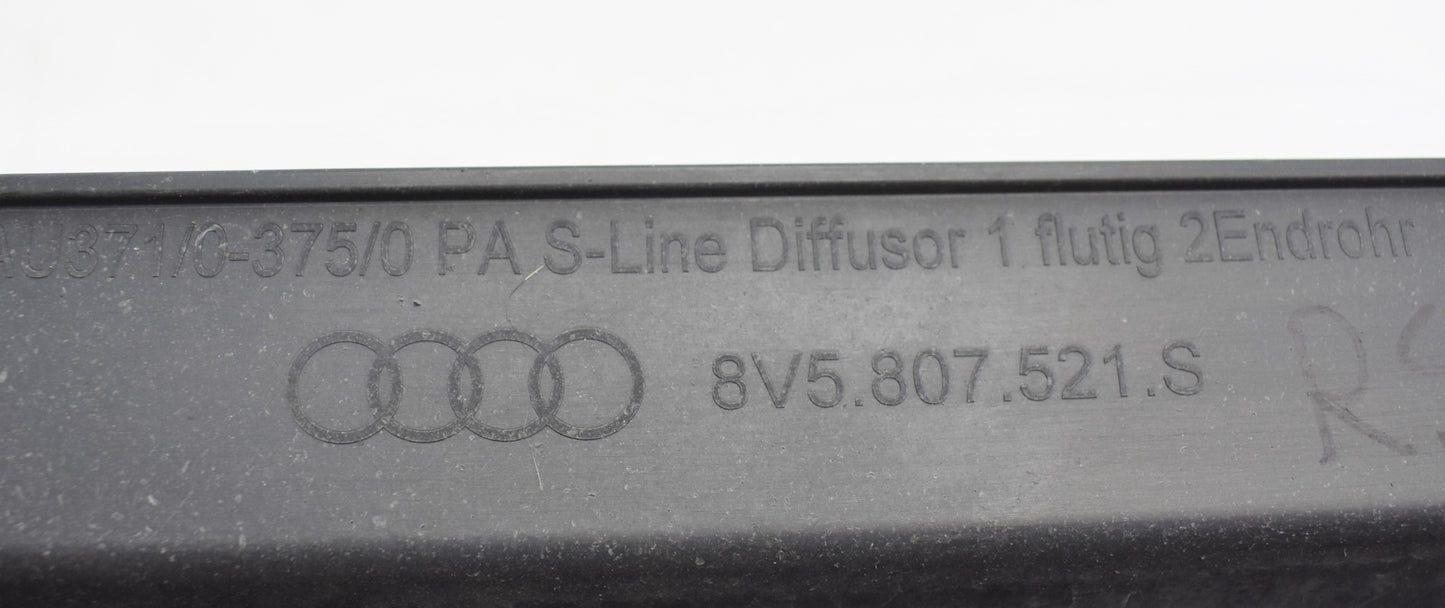 AU371/0-375/0 PA S-Line Diffusor 1 flutig 2Endrohr
8V5.807.521.S